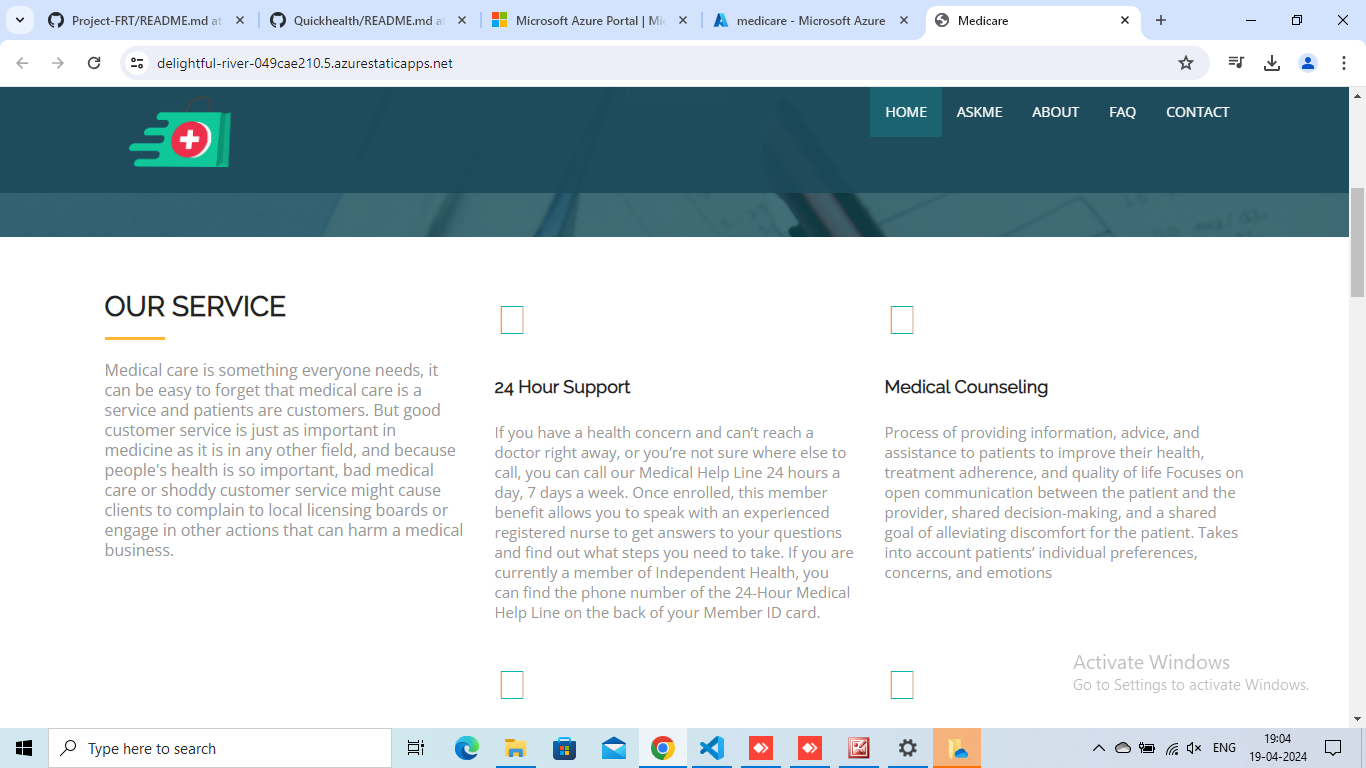 Project-FRT/README.md at
Quickhealth/README.md at
Microsoft Azure Portal | Mic
medicare - Microsoft Azure
Medicare
delightful-river-049cae210.5.azurestaticapps.net
HOME
ASKME
ABOUT
FAQ
CONTACT
OUR SERVICE
Medical care is something everyone needs, it
can be easy to forget that medical care is a
service and patients are customers. But good
customer service is just as important in
medicine as it is in any other field, and because
people's health is so important, bad medical
care or shoddy customer service might cause
clients to complain to local licensing boards or
engage in other actions that can harm a medical
business.
24 Hour Support
If you have a health concern and can’t reach a
doctor right away, or you’re not sure where else to
call, you can call our Medical Help Line 24 hours a
day, 7 days a week. Once enrolled, this member
benefit allows you to speak with an experienced
registered nurse to get answers to your questions
and find out what steps you need to take. If you are
currently a member of Independent Health, you
can find the phone number of the 24-Hour Medical
Help Line on the back of your Member ID card.
Medical Counseling
Process of providing information, advice, and
assistance to patients to improve their health,
treatment adherence, and quality of life Focuses on
open communication between the patient and the
provider, shared decision-making, and a shared
goal of alleviating discomfort for the patient. Takes
into account patients’ individual preferences,
concerns, and emotions
Activate Windows
Go to Settings to activate Windows.
Type here to search
ENG
19:04
19-04-2024